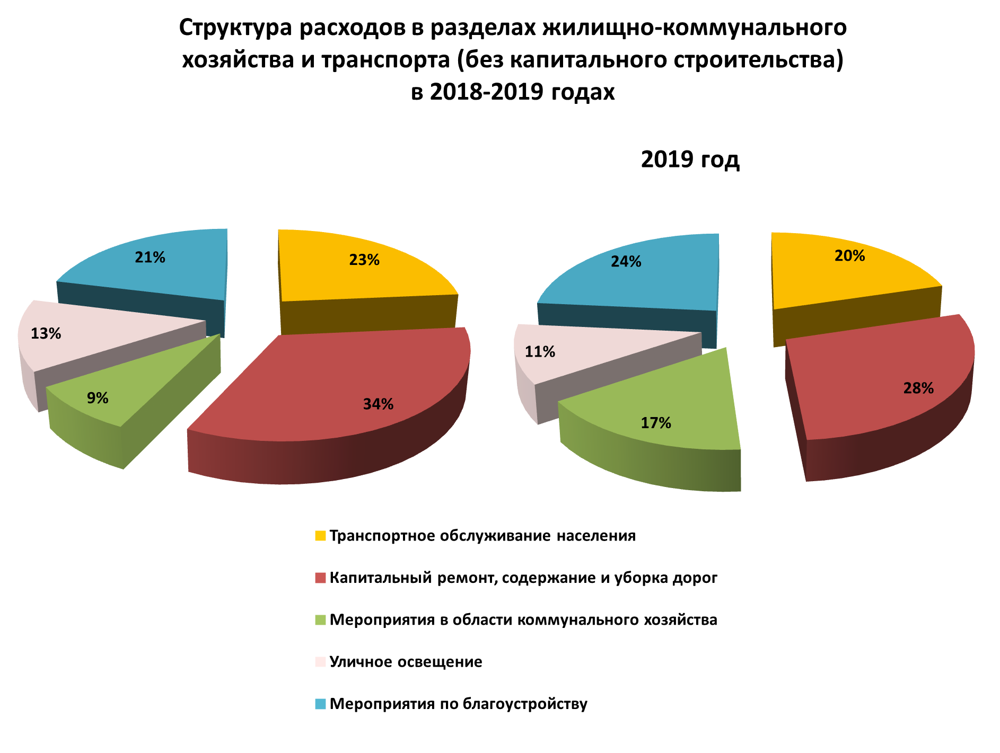 Структура расходов в разделах жилищно-коммунального
хозяйства и транспорта (без капитального строительства)
в 2018-2019 годах
2019 год
21%
23%
13%
9%
34%
24%
20%
11%
28%
17%
Транспортное обслуживание населения
Капитальный ремонт, содержание и уборка дорог
Мероприятия в области коммунального хозяйства
Уличное освещение
Мероприятия по благоустройству